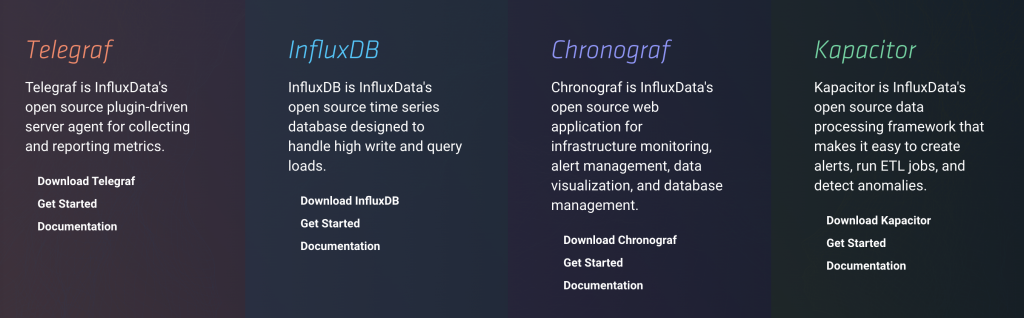 Telegraf
Telegraf is InfluxData's
open source plugin-driven
server agent for collecting
and reporting metrics.
Download Telegraf
Get Started
Documentation
InfluxDB
InfluxDB is InfluxData's
open source time series
database designed to
handle high write and query
loads.
Download InfluxDB
Get Started
Documentation
Chronograf
Chronograf is InfluxData's
open source web
application for
infrastructure monitoring,
alert management, data
visualization, and database
management.
Download Chronograf
Get Started
Documentation
Kapacitor
Kapacitor is InfluxData's
open source data
processing framework that
makes it easy to create
alerts, run ETL jobs, and
detect anomalies.
Download Kapacitor
Get Started
Documentation